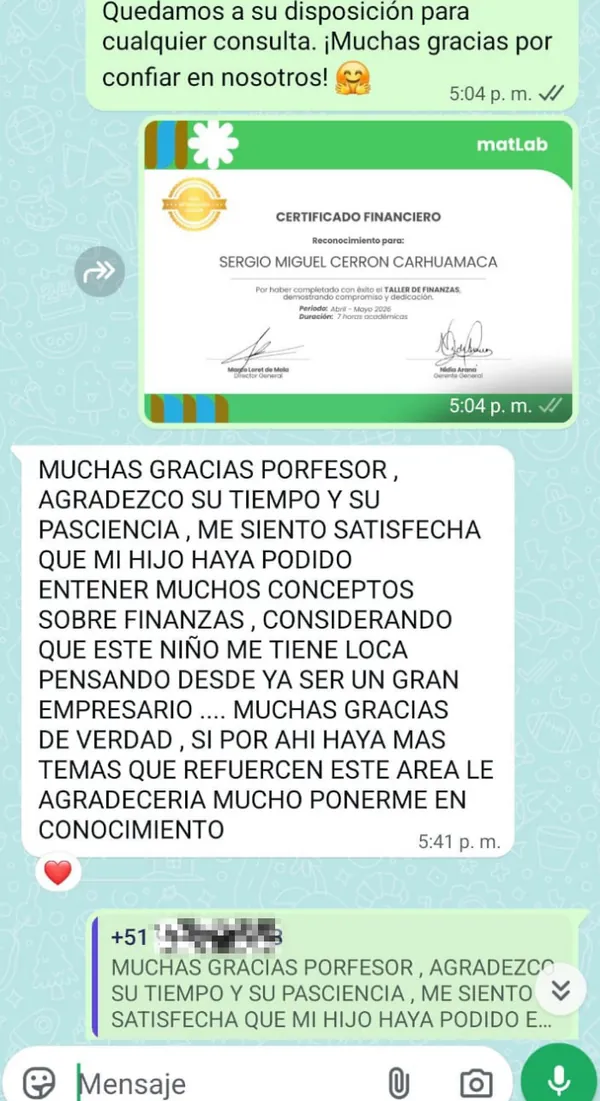 Quedamos a su disposición para
cualquier consulta. ¡Muchas gracias por
confiar en nosotros! 🤗
5:04 p. m.
matLab
CERTIFICADO FINANCIERO
Reconocimiento para:
SERGIO MIGUEL CERRON CARHUAMACA
Por haber completado con éxito el TALLER DE FINANZAS,
demostrando compromiso y dedicación.
Periodo: Abril - Mayo 2026
Duración: 7 horas académicas
Marco Loret de Mola
Director General
Nidia Arana
Gerente General
5:04 p. m.
MUCHAS GRACIAS PORFESOR ,
AGRADEZCO SU TIEMPO Y SU
PASCIENCIA , ME SIENTO SATISFECHA
QUE MI HIJO HAYA PODIDO
ENTENER MUCHOS CONCEPTOS
SOBRE FINANZAS , CONSIDERANDO
QUE ESTE NIÑO ME TIENE LOCA
PENSANDO DESDE YA SER UN GRAN
EMPRESARIO .... MUCHAS GRACIAS
DE VERDAD , SI POR AHI HAYA MAS
TEMAS QUE REFUERCEN ESTE AREA LE
AGRADECERIA MUCHO PONERME EN
CONOCIMIENTO
5:41 p. m.
❤️
+51
MUCHAS GRACIAS PORFESOR , AGRADEZCO
SU TIEMPO Y SU PASCIENCIA , ME SIENTO
SATISFECHA QUE MI HIJO HAYA PODIDO E...
Mensaje